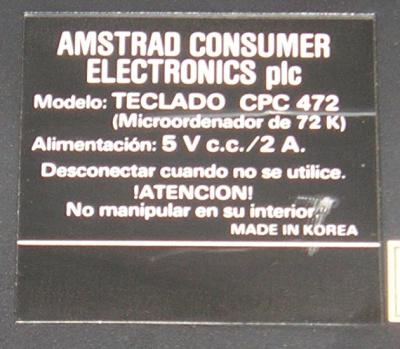 AMSTRAD CONSUMER
ELECTRONICS plc
Modelo: TECLADO CPC 472
(Microordenador de 72 K)
Alimentación: 5 V c.c./2 A.
Desconectar cuando no se utilice.
!ATENCION!
No manipular en su interior
MADE IN KOREA